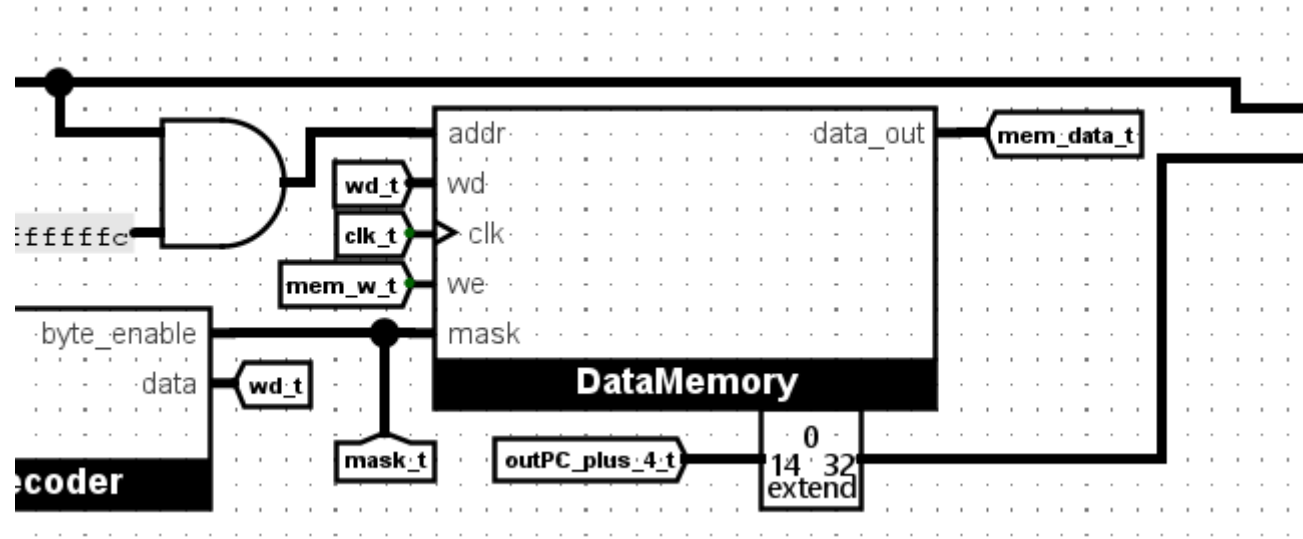 addr
data_out
mem_data_t
wd_t
wd
ffffffc
clk_t
clk
mem_w_t
we
byte_enable
mask
data
wd_t
DataMemory
mask_t
outPC_plus_4_t
0
14 32
extend
ecoder